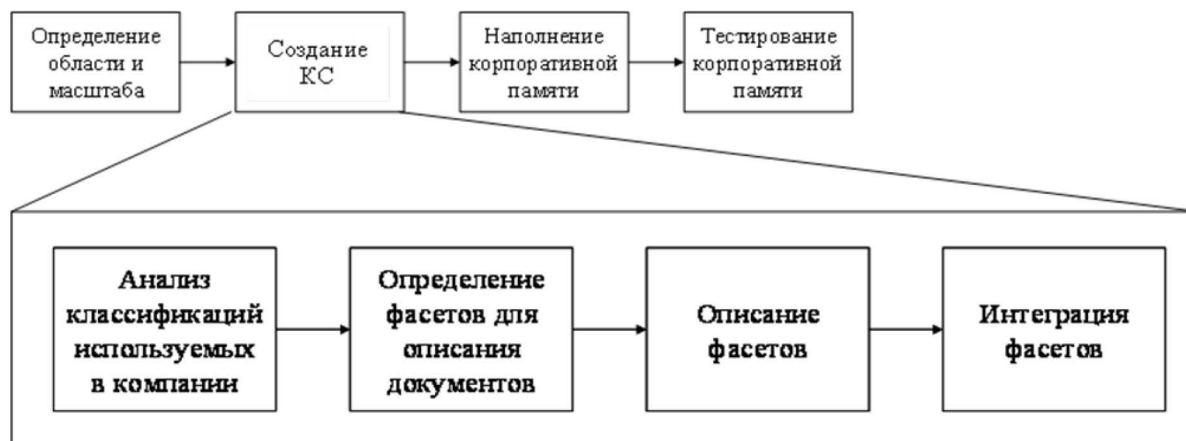 Определение
области и
масштаба
Создание
КС
Наполнение
корпоративной
памяти
Тестирование
корпоративной
памяти
Анализ
классификаций
используемых
в компании
Определение
фасетов для
описания
документов
Описание
фасетов
Интеграция
фасетов